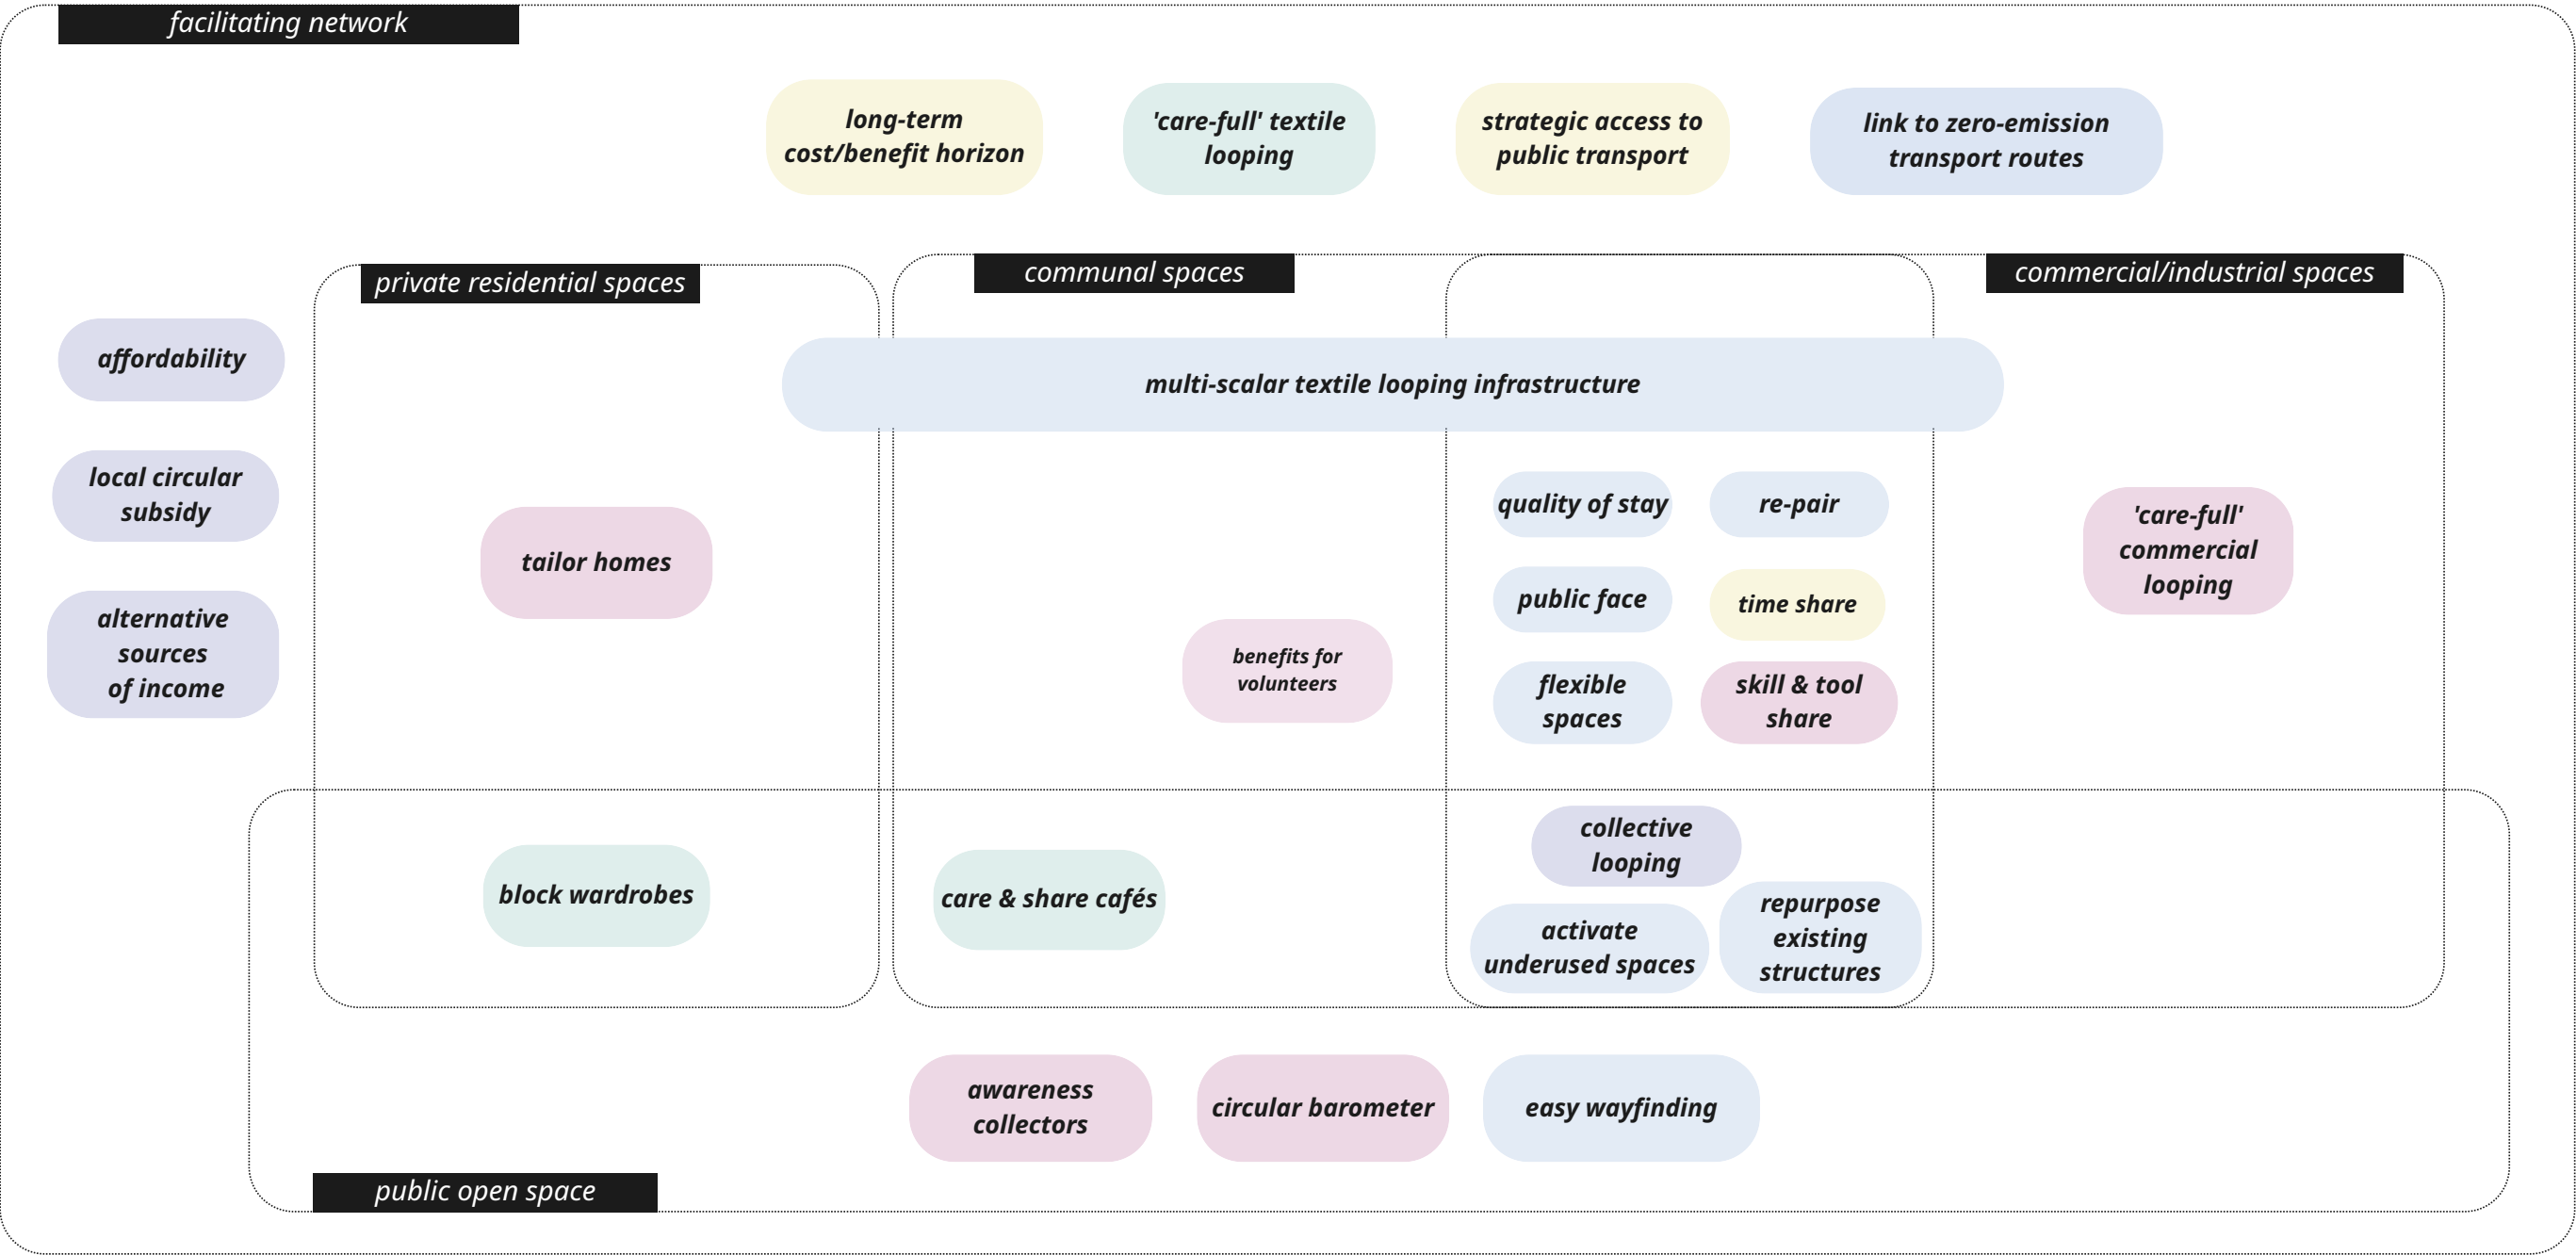 facilitating network
long-term
cost/benefit horizon
'care-full' textile
looping
strategic access to
public transport
link to zero-emission
transport routes
private residential spaces
communal spaces
commercial/industrial spaces
affordability
local circular
subsidy
alternative
sources
of income
multi-scalar textile looping infrastructure
tailor homes
benefits for
volunteers
quality of stay
re-pair
public face
time share
flexible
spaces
skill & tool
share
'care-full'
commercial
looping
block wardrobes
care & share cafés
collective
looping
activate
underused spaces
repurpose
existing
structures
awareness
collectors
circular barometer
easy wayfinding
public open space